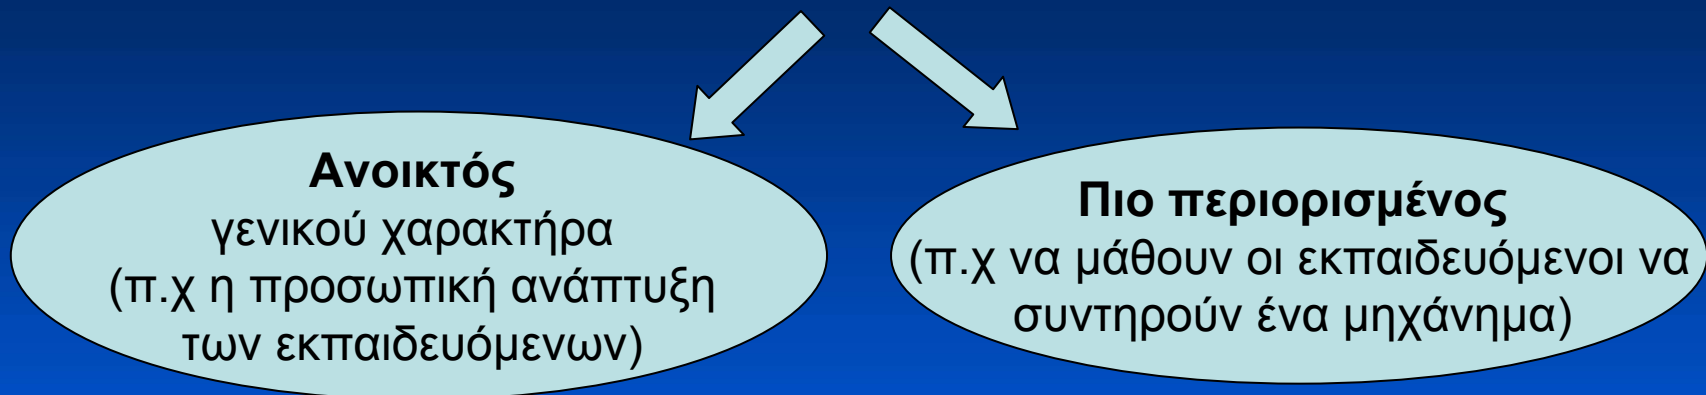 Ανοικτός
γενικού χαρακτήρα
(π.χ η προσωπική ανάπτυξη
των εκπαιδευόμενων)
Πιο περιορισμένος
(π.χ να μάθουν οι εκπαιδευόμενοι να
συντηρούν ένα μηχάνημα)